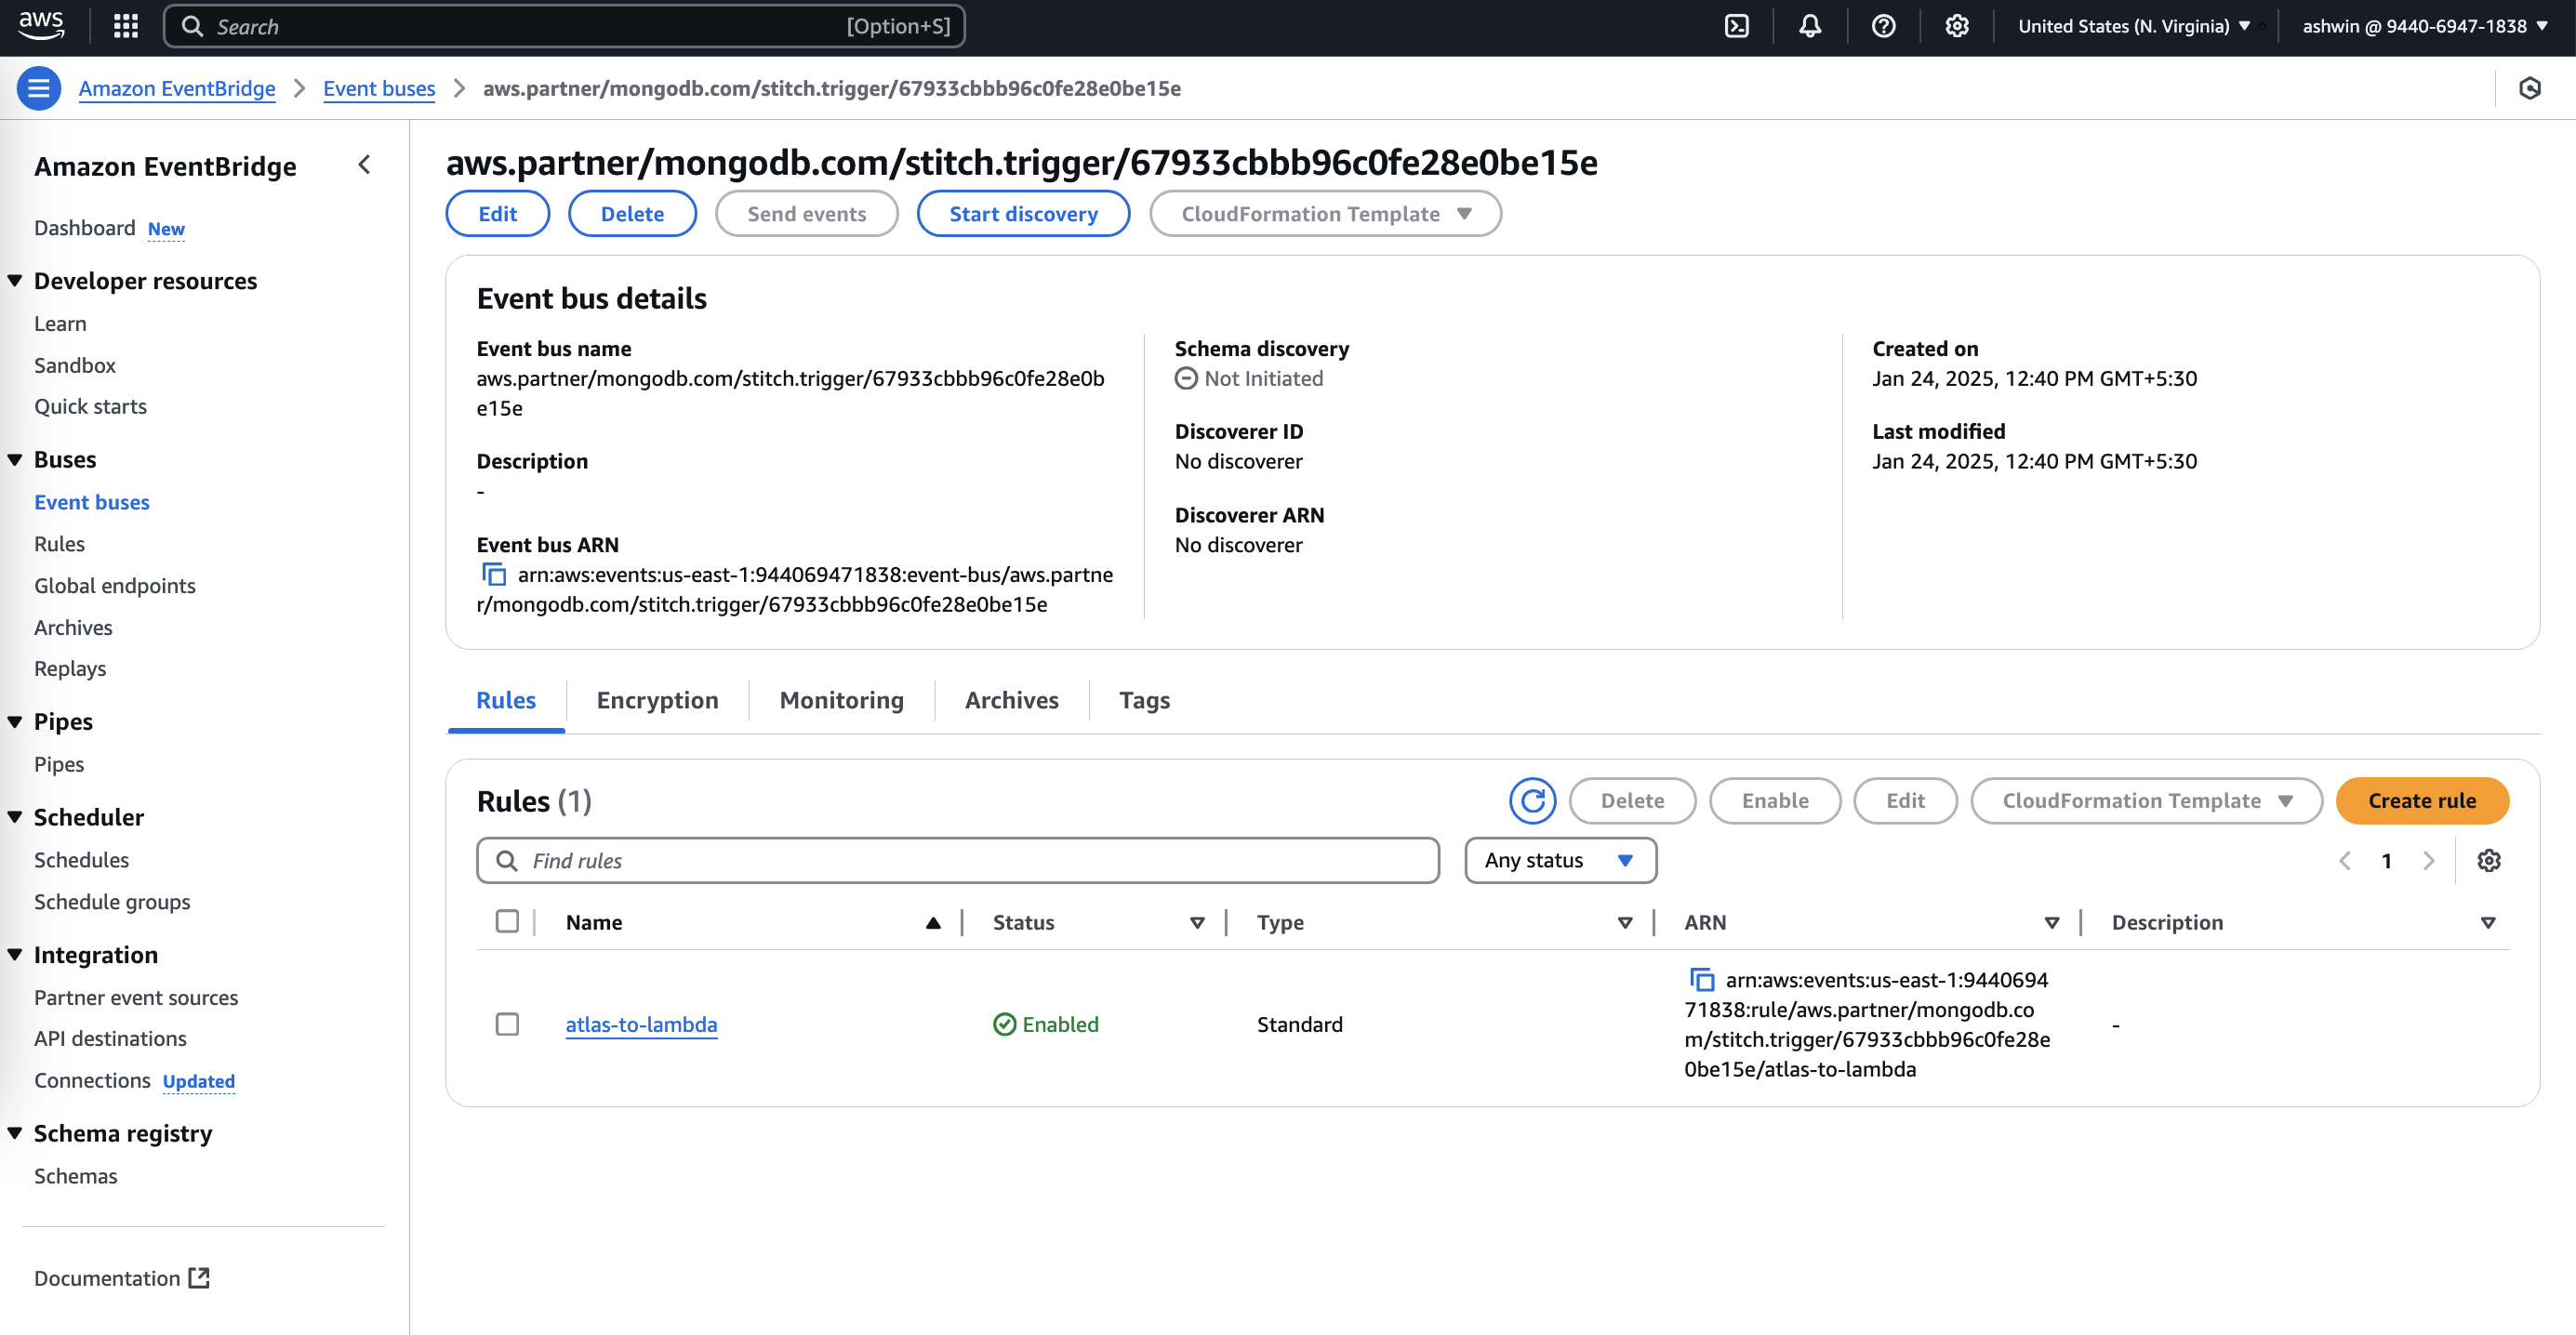 aws
Search [Option+S]
United States (N. Virginia)
ashwin @ 9440-6947-1838
Amazon EventBridge > Event buses > aws.partner/mongodb.com/stitch.trigger/67933cbbb96c0fe28e0be15e
Amazon EventBridge
Dashboard New
Developer resources
Learn
Sandbox
Quick starts
Buses
Event buses
Rules
Global endpoints
Archives
Replays
Pipes
Pipes
Scheduler
Schedules
Schedule groups
Integration
Partner event sources
API destinations
Connections Updated
Schema registry
Schemas
Documentation
aws.partner/mongodb.com/stitch.trigger/67933cbbb96c0fe28e0be15e
Edit Delete Send events Start discovery CloudFormation Template
Event bus details
Event bus name
aws.partner/mongodb.com/stitch.trigger/67933cbbb96c0fe28e0b
e15e
Description
-
Event bus ARN
arn:aws:events:us-east-1:944069471838:event-bus/aws.partne
r/mongodb.com/stitch.trigger/67933cbbb96c0fe28e0be15e
Schema discovery
Not Initiated
Discoverer ID
No discoverer
Discoverer ARN
No discoverer
Created on
Jan 24, 2025, 12:40 PM GMT+5:30
Last modified
Jan 24, 2025, 12:40 PM GMT+5:30
Rules Encryption Monitoring Archives Tags
Rules (1)
Delete Enable Edit CloudFormation Template Create rule
Find rules
Any status
1
Name Status Type ARN Description
atlas-to-lambda
Enabled
Standard
arn:aws:events:us-east-1:9440694
71838:rule/aws.partner/mongodb.co
m/stitch.trigger/67933cbbb96c0fe28e
0be15e/atlas-to-lambda
-